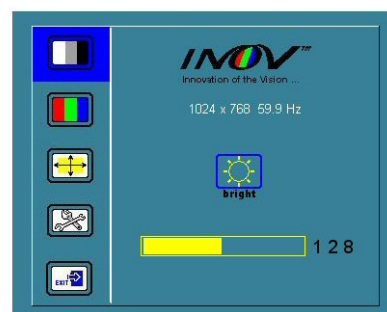 INOV™
Innovation of the Vision ...
1024 x 768 59.9 Hz
bright
128
EXIT